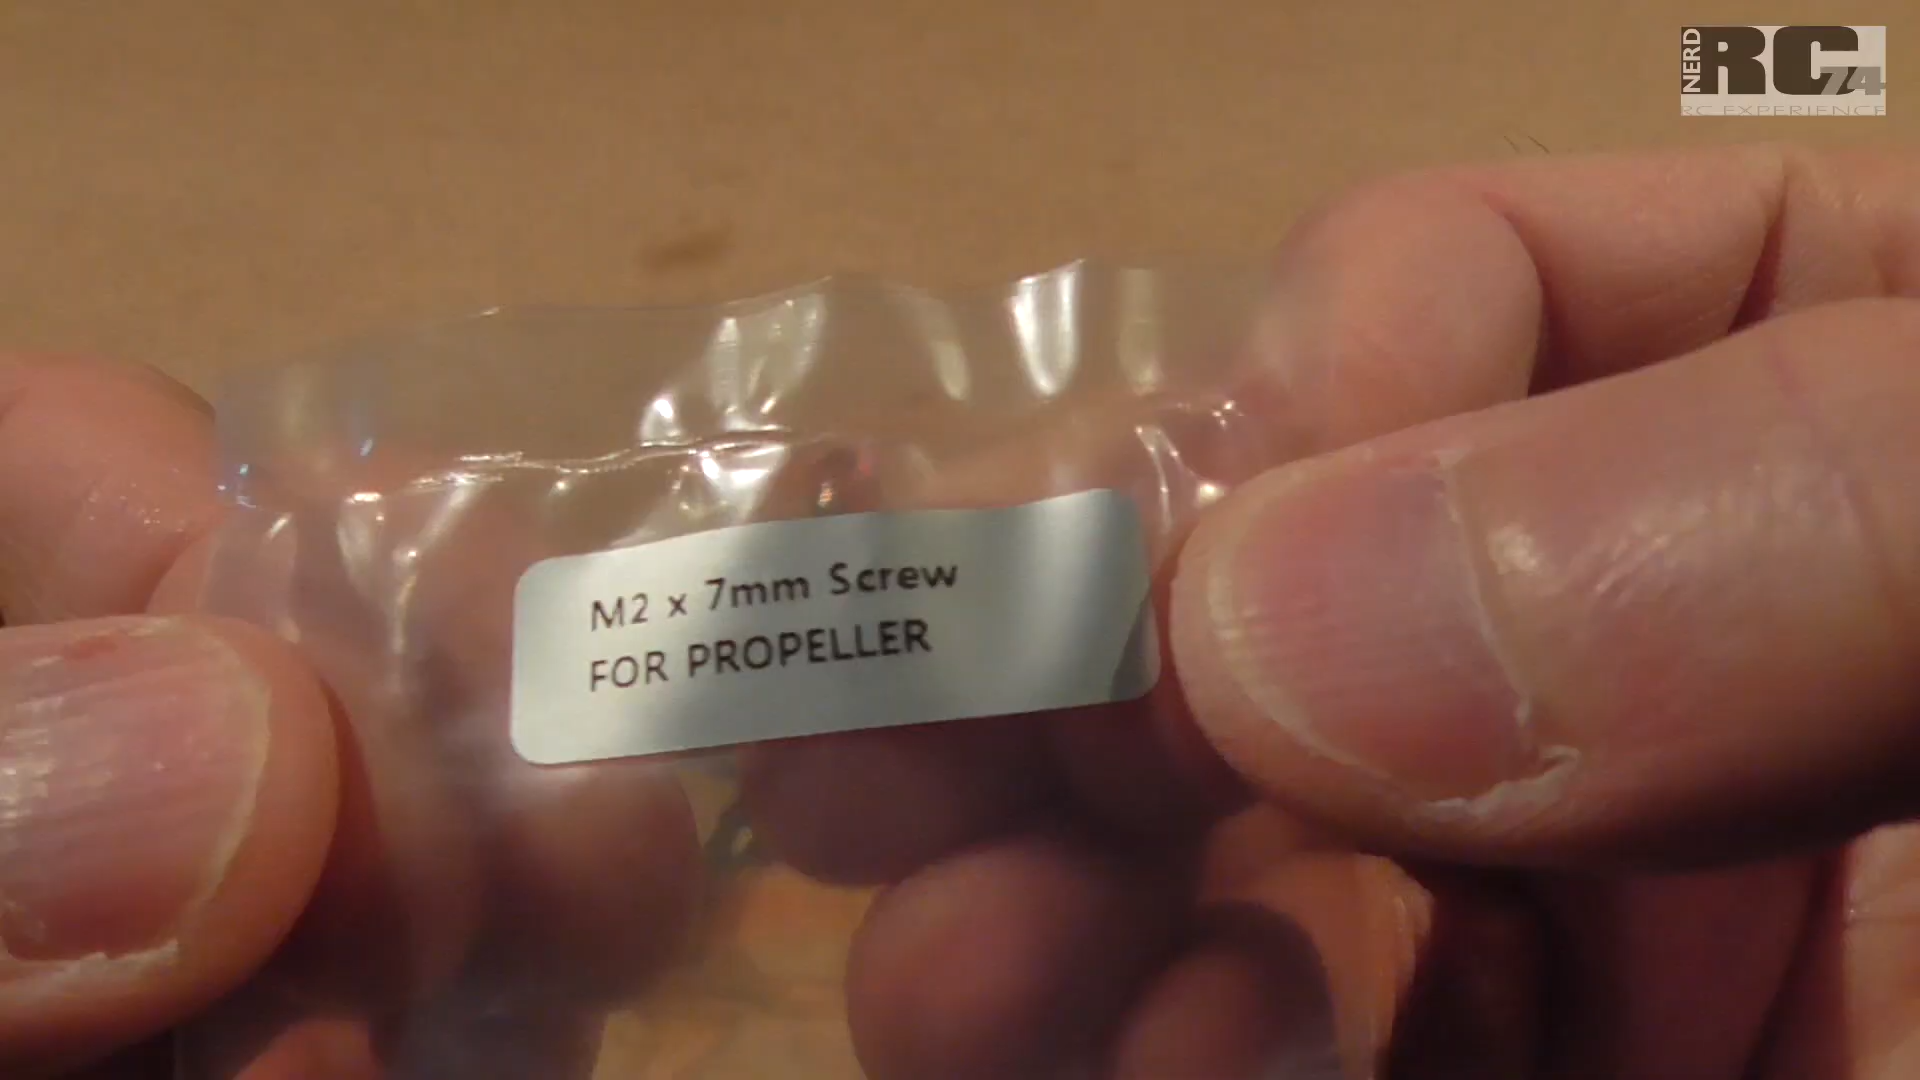 NERD
RC
74
RC EXPERIENCE
M2 x 7mm Screw
FOR PROPELLER